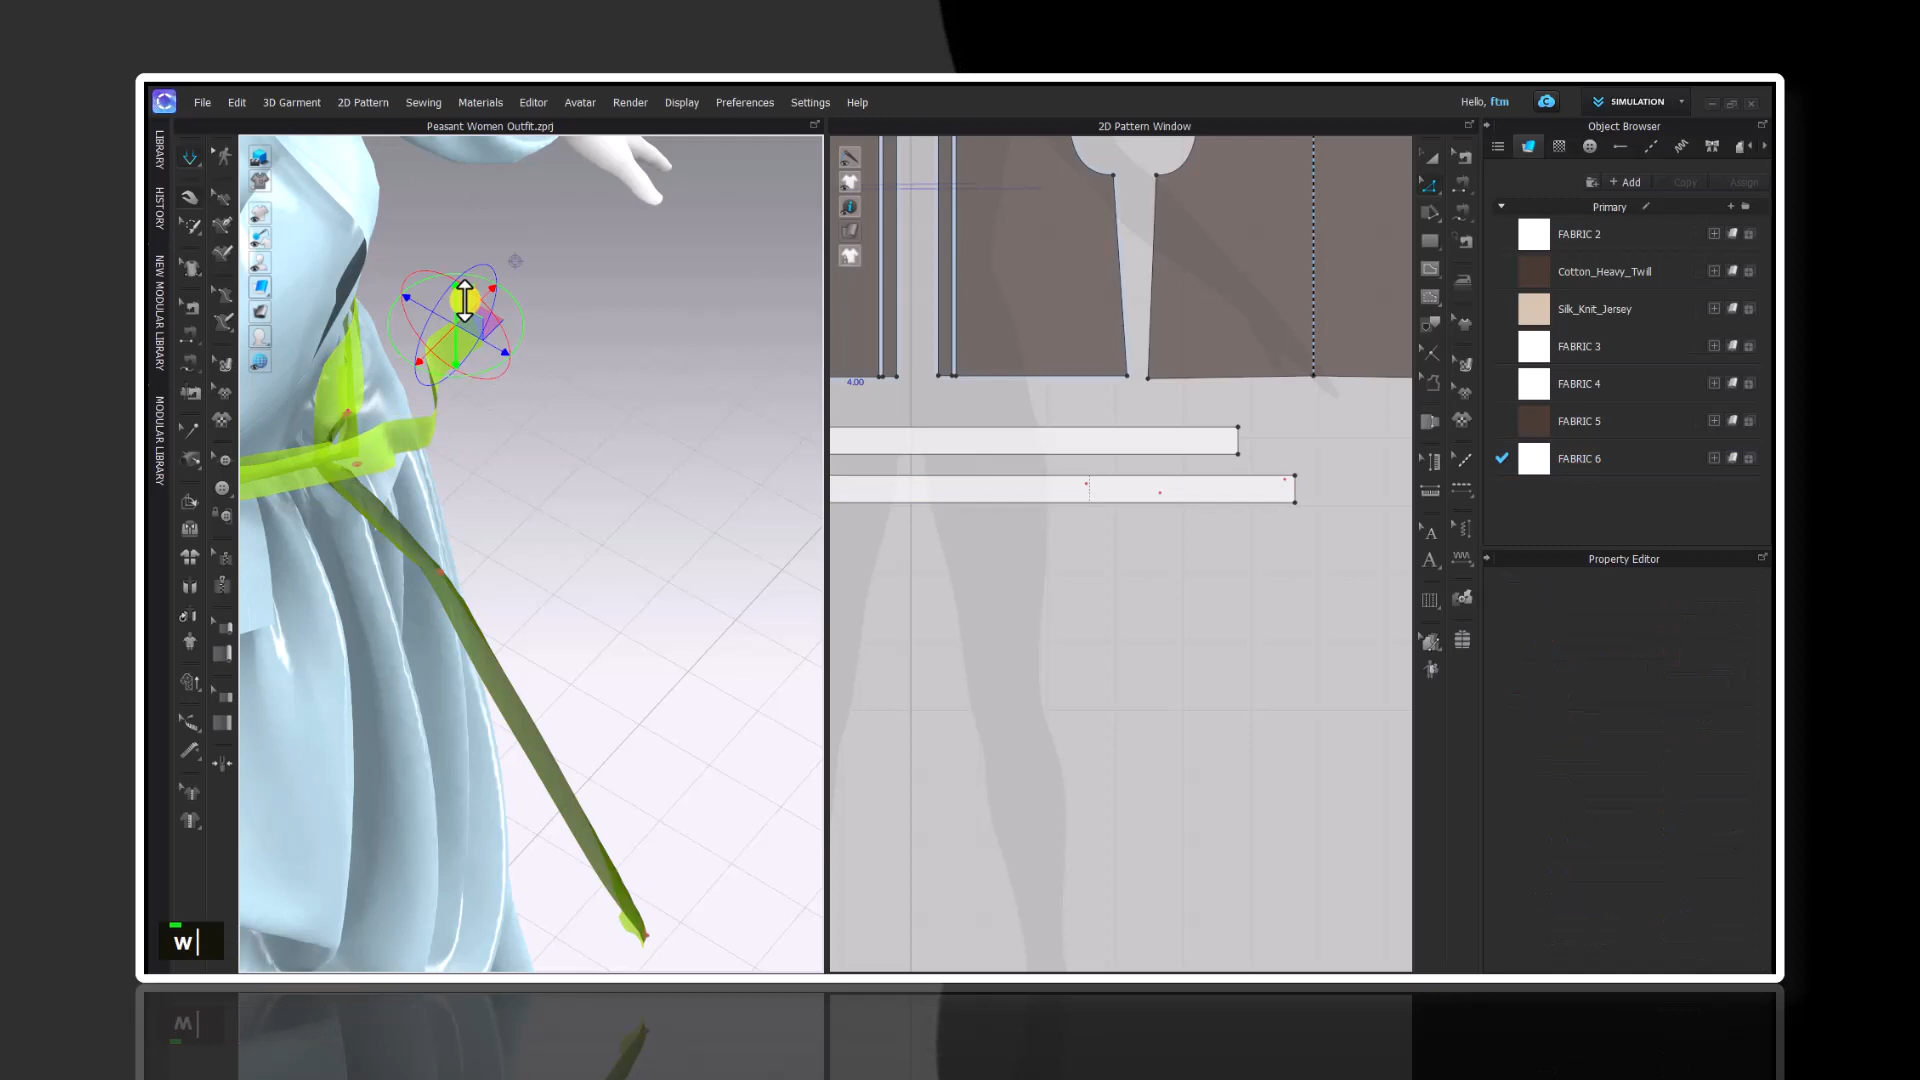 File Edit 3D Garment 2D Pattern Sewing Materials Editor Avatar Render Display Preferences Settings Help
Hello, ftm
SIMULATION
Peasant Women Outfit.zprj
2D Pattern Window
Object Browser
LIBRARY
HISTORY
NEW MODULAR LIBRARY
MODULAR LIBRARY
+ Add
Copy
Assign
Primary
FABRIC 2
Cotton_Heavy_Twill
Silk_Knit_Jersey
FABRIC 3
FABRIC 4
FABRIC 5
FABRIC 6
Property Editor
4.00
A
A
w